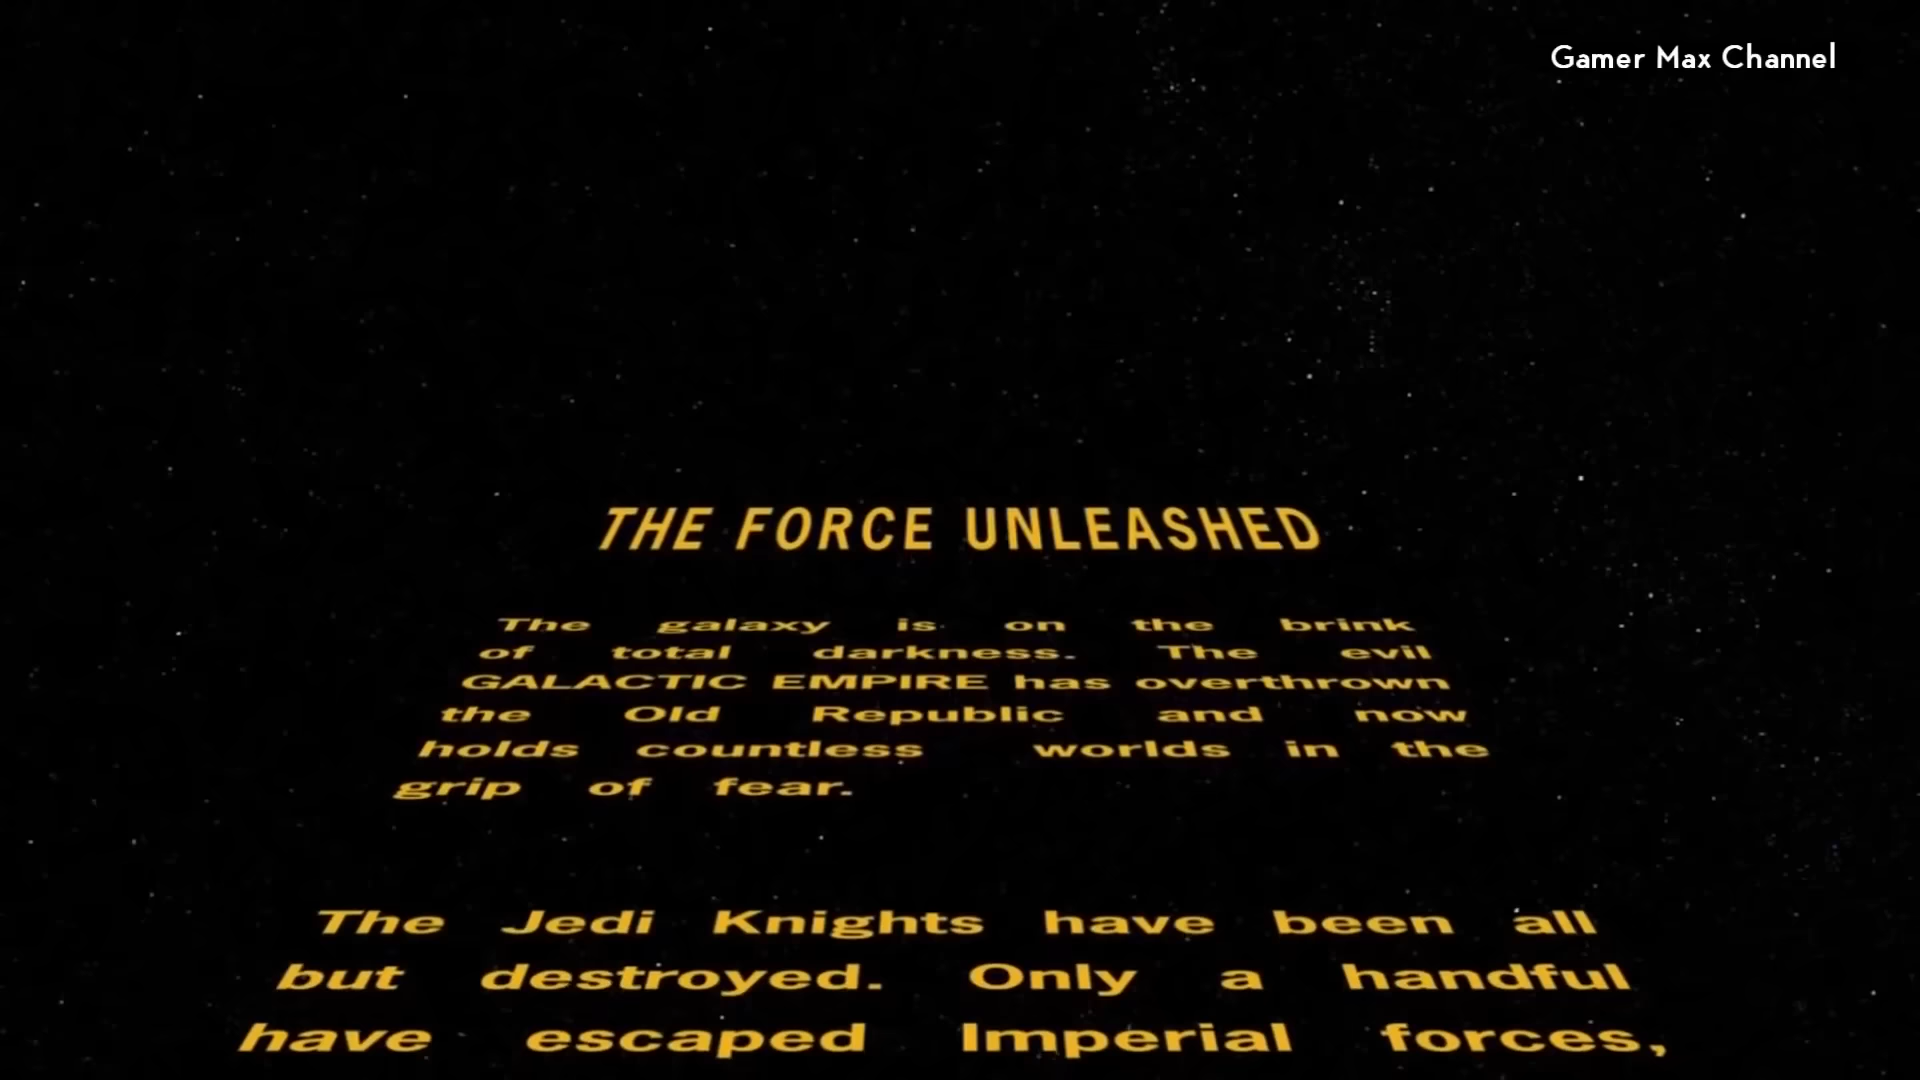 Gamer Max Channel
THE FORCE UNLEASHED
The galaxy is on the brink
of total darkness. The evil
GALACTIC EMPIRE has overthrown
the Old Republic and now
holds countless worlds in the
grip of fear.
The Jedi Knights have been all
but destroyed. Only a handful
have escaped Imperial forces,